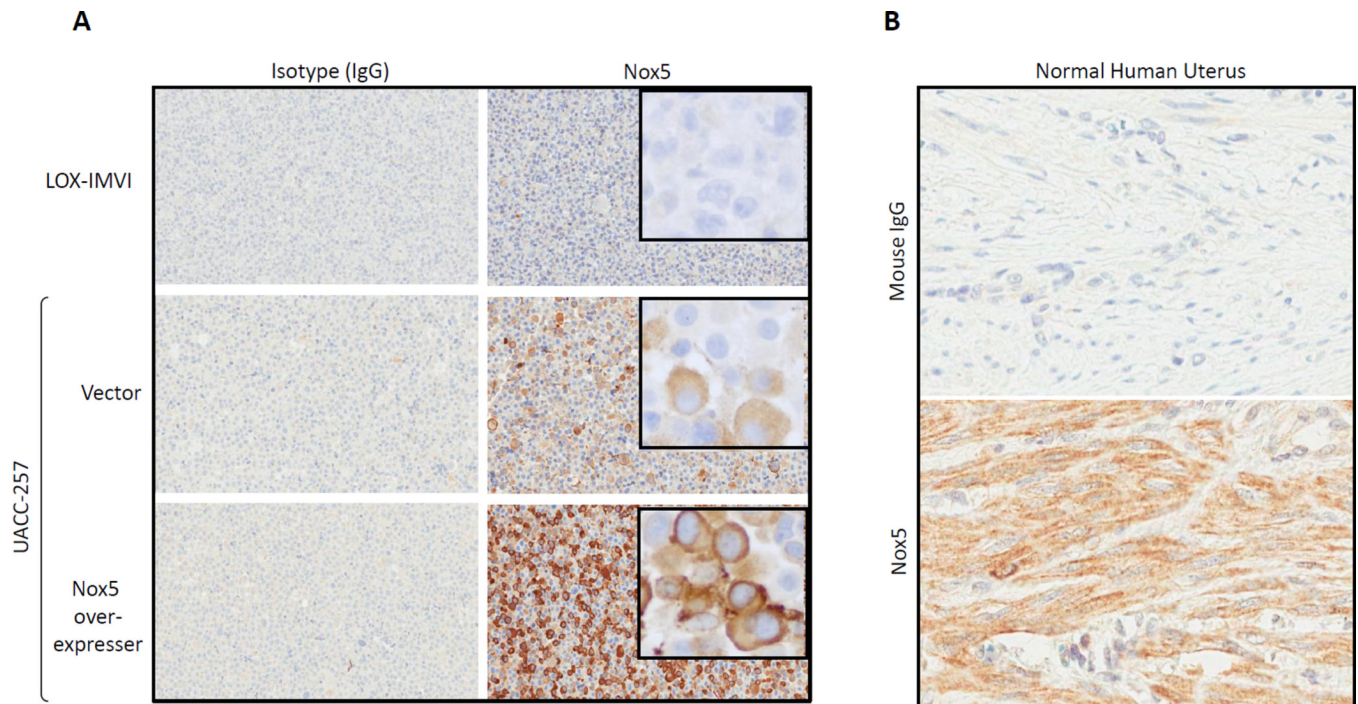 A
B
Isotype (IgG)
Nox5
Normal Human Uterus
LOX-IMVI
Mouse IgG
Vector
UACC-257
Nox5
Nox5
over-
expresser